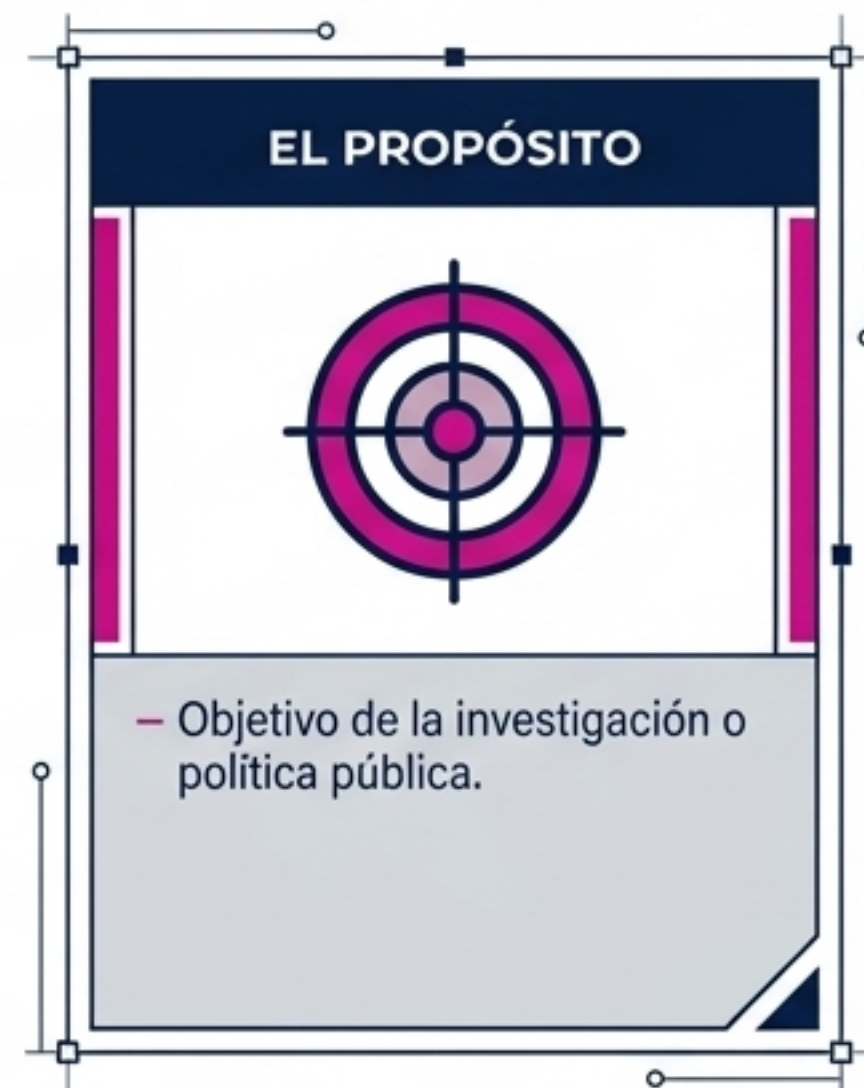 EL PROPÓSITO
– Objetivo de la investigación o
política pública.